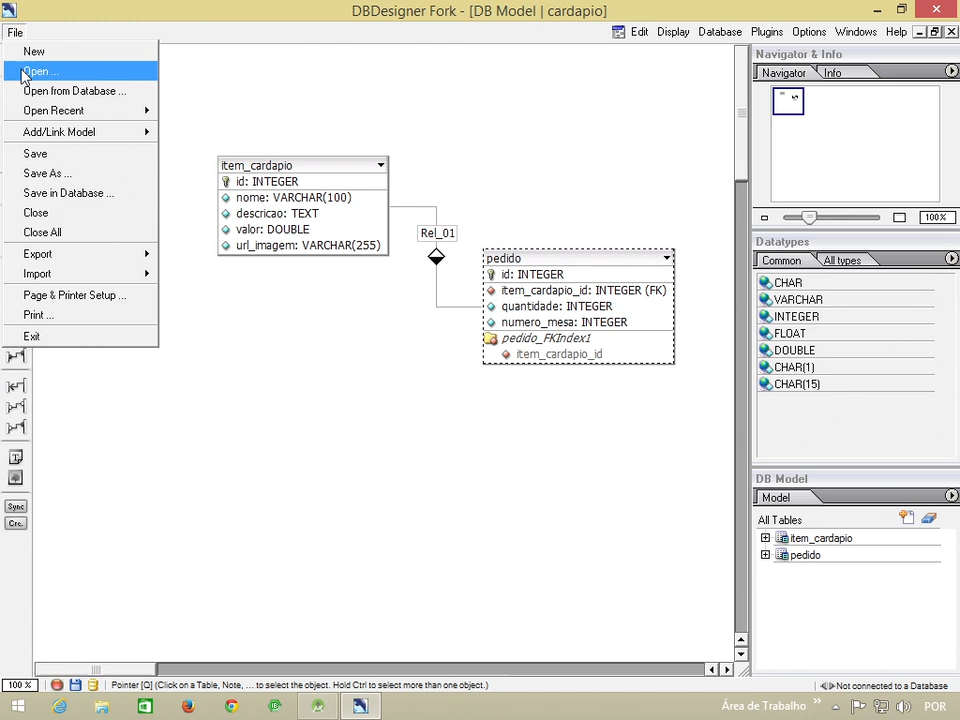 DBDesigner Fork - [DB Model | cardapio]
File
Edit Display Database Plugins Options Windows Help
New
Open ...
Open from Database ...
Open Recent
Add/Link Model
Save
Save As ...
Save in Database ...
Close
Close All
Export
Import
Page & Printer Setup ...
Print ...
Exit
Sync
Crc.
item_cardapio
id: INTEGER
nome: VARCHAR(100)
descricao: TEXT
valor: DOUBLE
url_imagem: VARCHAR(255)
Rel_01
pedido
id: INTEGER
item_cardapio_id: INTEGER (FK)
quantidade: INTEGER
numero_mesa: INTEGER
pedido_FKIndex1
item_cardapio_id
Navigator & Info
Navigator Info
100%
Datatypes
Common All types
CHAR
VARCHAR
INTEGER
FLOAT
DOUBLE
CHAR(1)
CHAR(15)
DB Model
Model
All Tables
item_cardapio
pedido
100 %
Pointer [Q] (Click on a Table, Note, ... to select the object. Hold Ctrl to select more than one object.)
Not connected to a Database
Área de Trabalho
POR